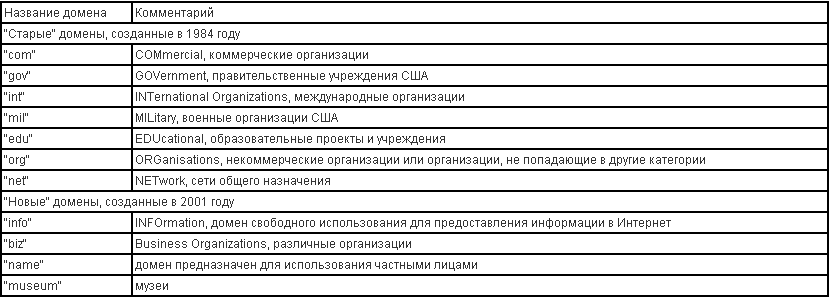 Название домена Комментарий
"Старые" домены, созданные в 1984 году
"com" COMmercial, коммерческие организации
"gov" GOVernment, правительственные учреждения США
"int" INTernational Organizations, международные организации
"mil" MILitary, военные организации США
"edu" EDUcational, образовательные проекты и учреждения
"org" ORGanisations, некоммерческие организации или организации, не попадающие в другие категории
"net" NETwork, сети общего назначения
"Новые" домены, созданные в 2001 году
"info" INFOrmation, домен свободного использования для предоставления информации в Интернет
"biz" Business Organizations, различные организации
"name" домен предназначен для использования частными лицами
"museum" музеи